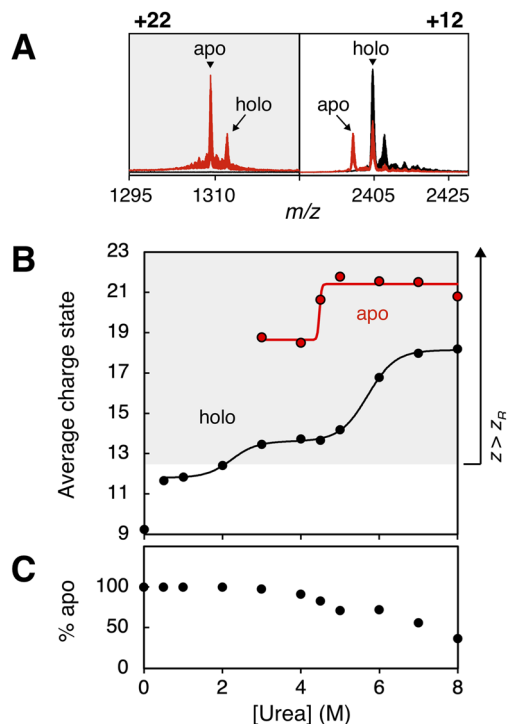 +22
+12
A
apo
holo
holo
apo
1295
1310
2405
2425
m/z
B
23
21
19
17
15
13
11
9
Average charge state
apo
holo
z > zR
C
100
50
0
% apo
0
2
4
6
8
[Urea] (M)